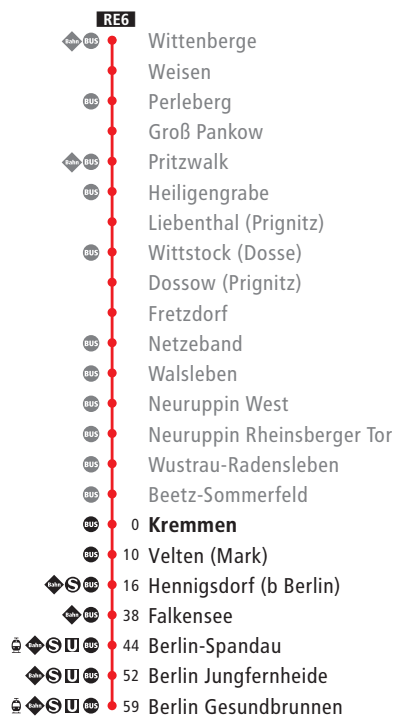 RE6
Bahn BUS Wittenberge
Weisen
BUS Perleberg
Groß Pankow
Bahn BUS Pritzwalk
BUS Heiligengrabe
Liebenthal (Prignitz)
BUS Wittstock (Dosse)
Dossow (Prignitz)
Fretzdorf
BUS Netzeband
BUS Walsleben
BUS Neuruppin West
BUS Neuruppin Rheinsberger Tor
BUS Wustrau-Radensleben
BUS Beetz-Sommerfeld
BUS 0 Kremmen
BUS 10 Velten (Mark)
Bahn S BUS 16 Hennigsdorf (b Berlin)
Bahn BUS 38 Falkensee
Bahn S U BUS 44 Berlin-Spandau
Bahn S U BUS 52 Berlin Jungfernheide
Bahn S U BUS 59 Berlin Gesundbrunnen